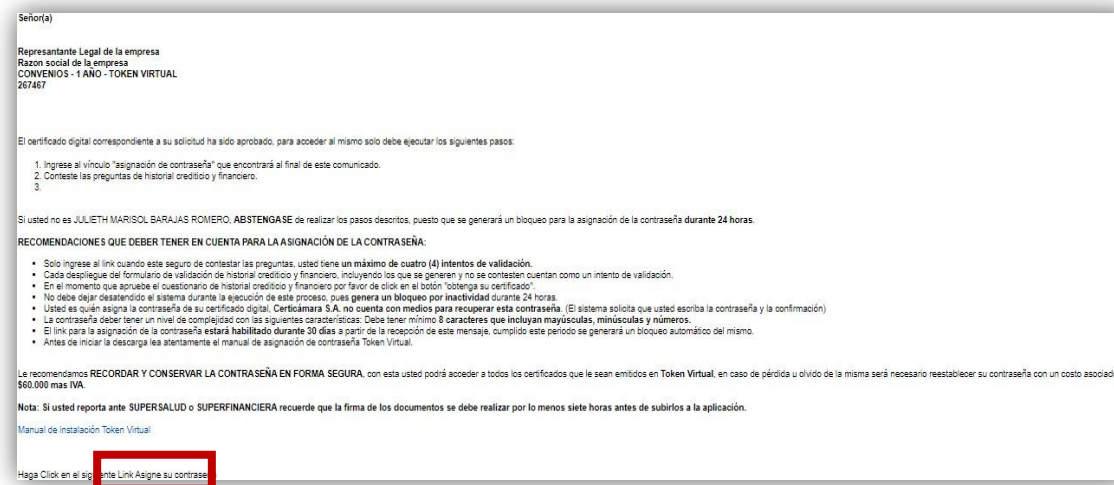 Señor(a)
Represantante Legal de la empresa
Razon social de la empresa
CONVENIOS - 1 AÑO - TOKEN VIRTUAL
267467
El certificado digital correspondiente a su solicitud ha sido aprobado, para acceder al mismo solo debe ejecutar los siguientes pasos:
1. Ingrese al vínculo "asignación de contraseña" que encontrará al final de este comunicado.
2. Conteste las preguntas de historial crediticio y financiero.
3.
Si usted no es JULIETH MARISOL BARAJAS ROMERO, ABSTENGASE de realizar los pasos descritos, puesto que se generará un bloqueo para la asignación de la contraseña durante 24 horas.
RECOMENDACIONES QUE DEBER TENER EN CUENTA PARA LA ASIGNACIÓN DE LA CONTRASEÑA:
• Solo ingrese al link cuando este seguro de contestar las preguntas, usted tiene un máximo de cuatro (4) intentos de validación.
• Cada despliegue del formulario de validación de historial crediticio y financiero, incluyendo los que se generen y no se contesten cuentan como un intento de validación.
• En el momento que apruebe el cuestionario de historial crediticio y financiero por favor de click en el botón "obtenga su certificado".
• No debe dejar desatendido el sistema durante la ejecución de este proceso, pues genera un bloqueo por inactividad durante 24 horas.
• Usted es quién asigna la contraseña de su certificado digital, Certicámara S.A. no cuenta con medios para recuperar esta contraseña. (El sistema solicita que usted escriba la contraseña y la confirmación)
• La contraseña deber tener un nivel de complejidad con las siguientes características: Debe tener mínimo 8 caracteres que incluyan mayúsculas, minúsculas y números.
• El link para la asignación de la contraseña estará habilitado durante 30 días a partir de la recepción de este mensaje, cumplido este periodo se generará un bloqueo automático del mismo.
• Antes de iniciar la descarga lea atentamente el manual de asignación de contraseña Token Virtual.
Le recomendamos RECORDAR Y CONSERVAR LA CONTRASEÑA EN FORMA SEGURA, con esta usted podrá acceder a todos los certificados que le sean emitidos en Token Virtual, en caso de pérdida u olvido de la misma será necesario reestablecer su contraseña con un costo asociado
$60.000 mas IVA.
Nota: Si usted reporta ante SUPERSALUD o SUPERFINANCIERA recuerde que la firma de los documentos se debe realizar por lo menos siete horas antes de subirlos a la aplicación.
Manual de instalación Token Virtual
Haga Click en el Link Asigne su